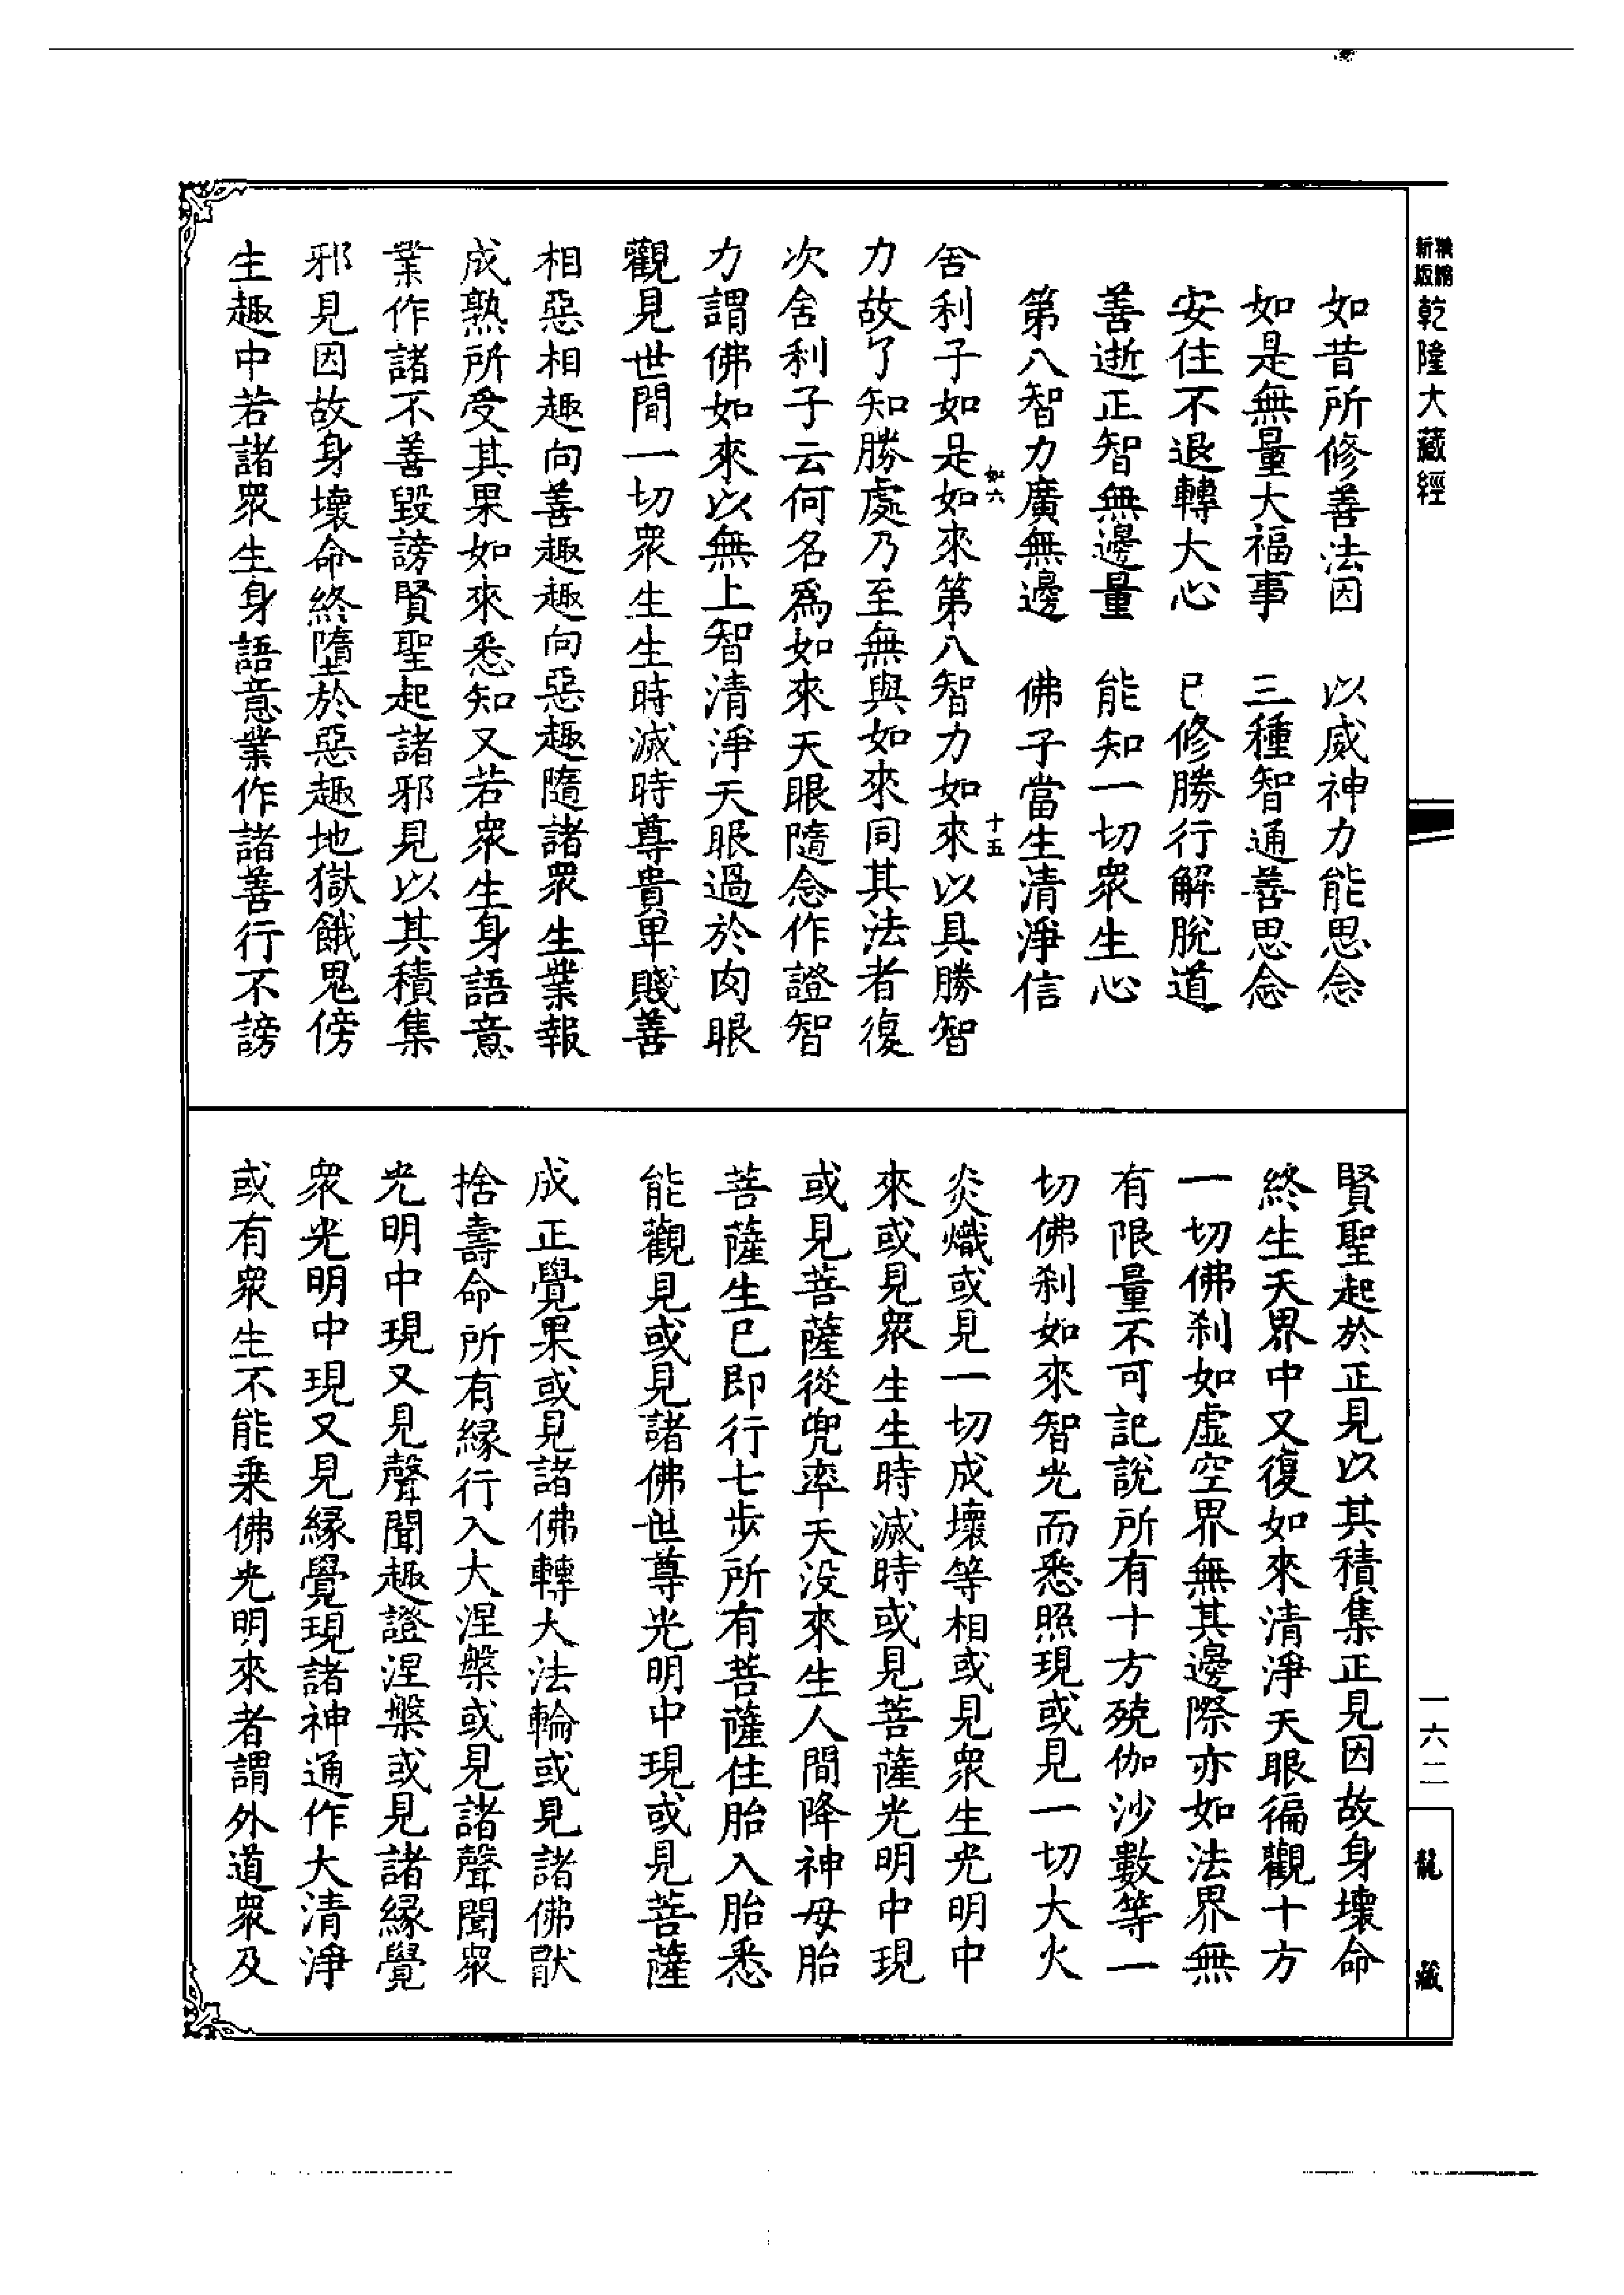 精縮新版乾隆大藏經
如昔所修善法因　以威神力能思念
如是無量大福事　三種智通善思念
安住不退轉大心　已修勝行解脫道
善逝正智無邊量　能知一切衆生心
第八智力廣無邊　佛子當生清淨信
如六　十五
舍利子如是如來第八智力如來以具勝智
力故了知勝處乃至無與如來同其法者復
次舍利子云何名爲如來天眼隨念作證智
力謂佛如來以無上智清淨天眼過於肉眼
觀見世間一切衆生生時滅時尊貴卑賤善
相惡相趣向善趣趣向惡趣隨諸衆生業報
成熟所受其果如來悉知又若衆生身語意
業作諸不善毀謗賢聖起諸邪見以其積集
邪見因故身壞命終墮於惡趣地獄餓鬼傍
生趣中若諸衆生身語意業作諸善行不謗
賢聖起於正見以其積集正見因故身壞命
終生天界中又復如來清淨天眼徧觀十方
一切佛刹如虛空界無其邊際亦如法界無
有限量不可記說所有十方殑伽沙數等一
切佛刹如來智光而悉照現或見一切大火
炎熾或見一切成壞等相或見衆生光明中
來或見衆生生時滅時或見菩薩光明中現
或見菩薩從兜率天没來生人間降神母胎
菩薩生已即行七步所有菩薩住胎入胎悉
能觀見或見諸佛世尊光明中現或見菩薩
成正覺果或見諸佛轉大法輪或見諸佛猒
捨壽命所有緣行入大涅槃或見諸聲聞衆
光明中現又見聲聞趣證涅槃或見諸緣覺
衆光明中現又見緣覺現諸神通作大清淨
或有衆生不能乘佛光明來者謂外道衆及
一六二
龍藏